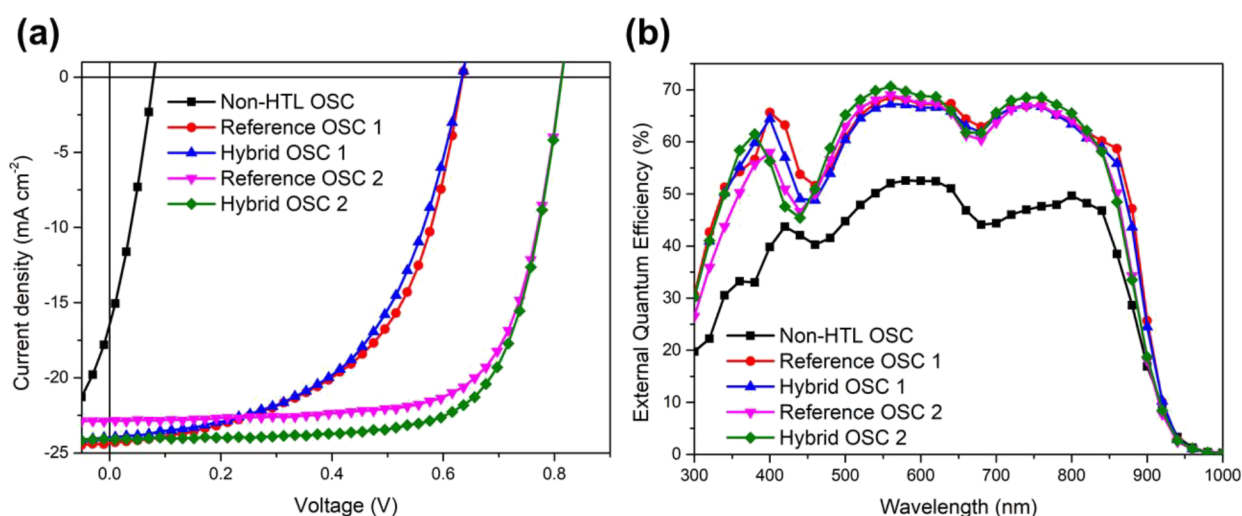 (a)
Current density (mA cm-2)
0
-5
-10
-15
-20
-25
Non-HTL OSC
Reference OSC 1
Hybrid OSC 1
Reference OSC 2
Hybrid OSC 2
0.0 0.2 0.4 0.6 0.8
Voltage (V)
(b)
External Quantum Efficiency (%)
70
60
50
40
30
20
10
0
Non-HTL OSC
Reference OSC 1
Hybrid OSC 1
Reference OSC 2
Hybrid OSC 2
300 400 500 600 700 800 900 1000
Wavelength (nm)